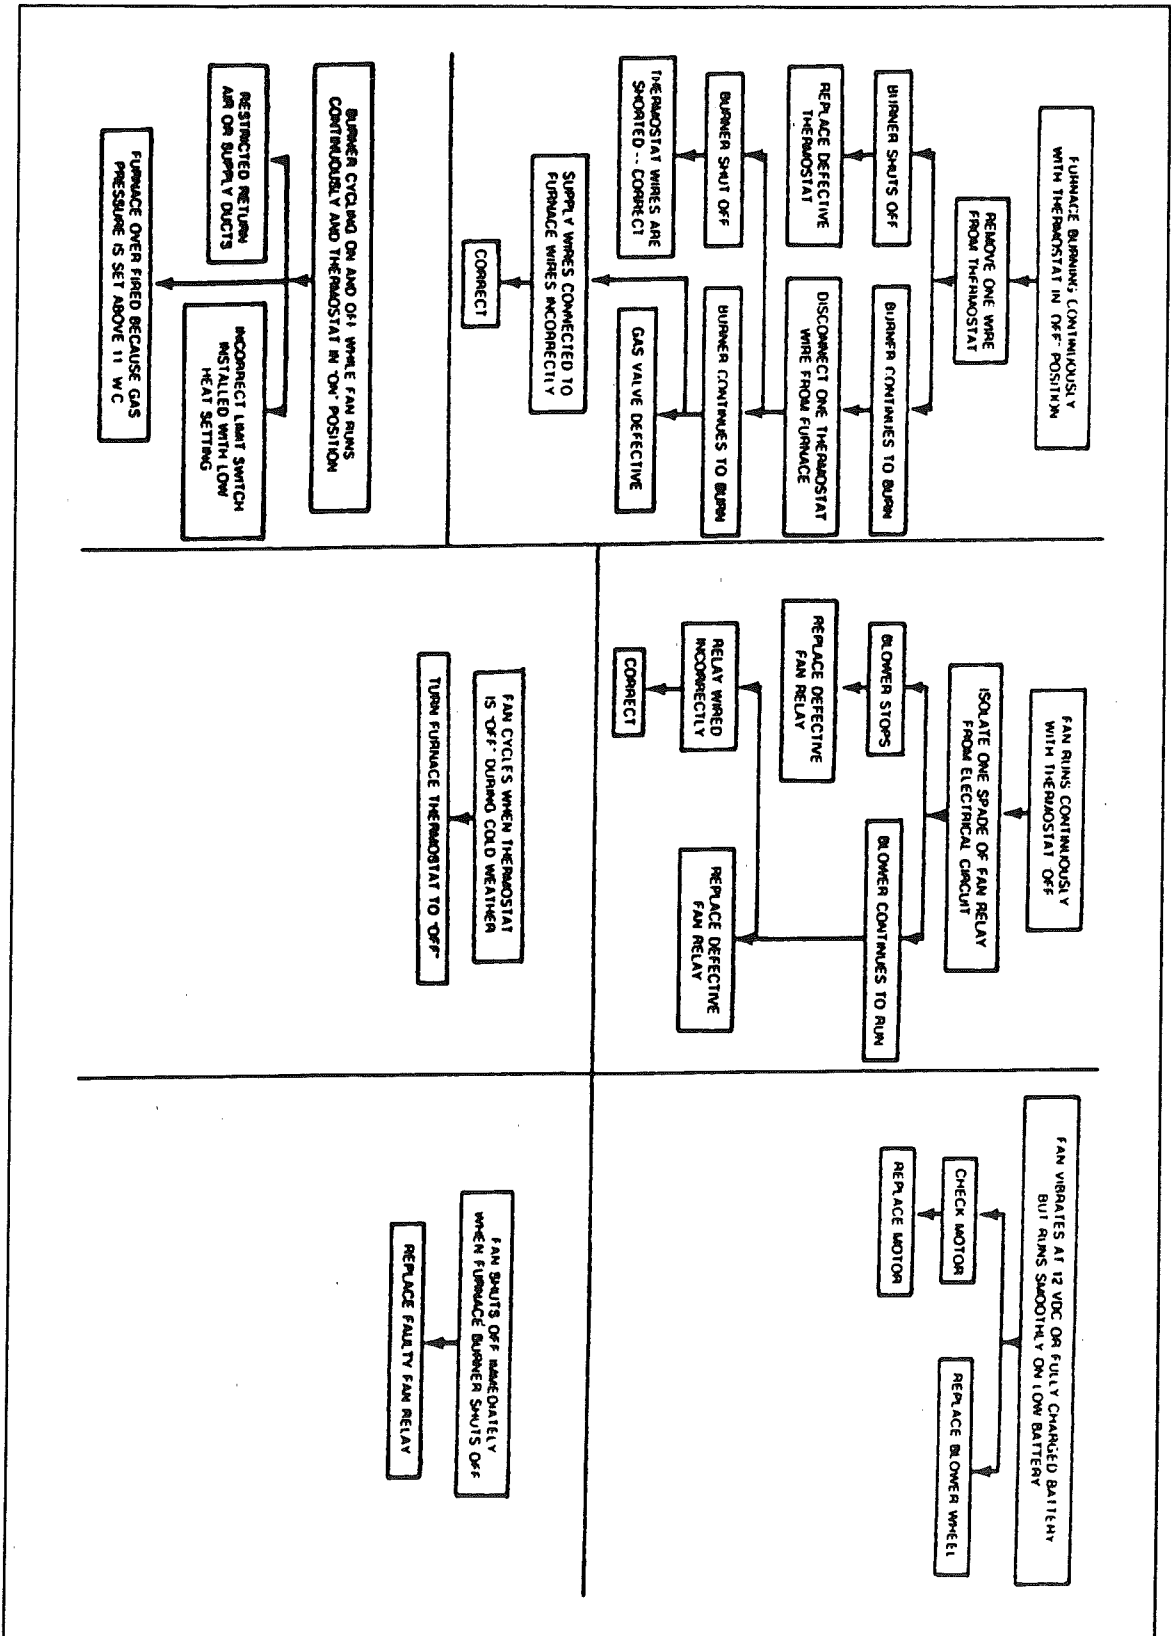 FURNACE BURNING CONTINUOUSLY
WITH THERMOSTAT IN "OFF" POSITION
REMOVE ONE WIRE
FROM THERMOSTAT
BURNER SHUTS OFF
BURNER CONTINUES TO BURN
REPLACE DEFECTIVE
THERMOSTAT
DISCONNECT ONE THERMOSTAT
WIRE FROM FURNACE
BURNER SHUT OFF
BURNER CONTINUES TO BURN
THERMOSTAT WIRES ARE
SHORTED -- CORRECT
GAS VALVE DEFECTIVE
SUPPLY WIRES CONNECTED TO
FURNACE WIRES INCORRECTLY
CORRECT
BURNER CYCLING ON AND OFF WHILE FAN RUNS
CONTINUOUSLY AND THERMOSTAT IN "ON" POSITION
RESTRICTED RETURN
AIR OR SUPPLY DUCTS
INCORRECT LIMIT SWITCH
INSTALLED WITH LOW
HEAT SETTING
FURNACE OVER FIRED BECAUSE GAS
PRESSURE IS SET ABOVE 11 W C
FAN RUNS CONTINUOUSLY
WITH THERMOSTAT "OFF"
ISOLATE ONE SPADE OF FAN RELAY
FROM ELECTRICAL CIRCUIT
BLOWER STOPS
BLOWER CONTINUES TO RUN
REPLACE DEFECTIVE
FAN RELAY
RELAY WIRED
INCORRECTLY
REPLACE DEFECTIVE
FAN RELAY
CORRECT
FAN CYCLES WHEN THERMOSTAT
IS "OFF" DURING COLD WEATHER
TURN FURNACE THERMOSTAT TO "OFF"
FAN VIBRATES AT 12 VDC OR FULLY CHARGED BATTERY
BUT RUNS SMOOTHLY ON LOW BATTERY
CHECK MOTOR
REPLACE BLOWER WHEEL
REPLACE MOTOR
FAN SHUTS OFF IMMEDIATELY
WHEN FURNACE BURNER SHUTS OFF
REPLACE FAULTY FAN RELAY